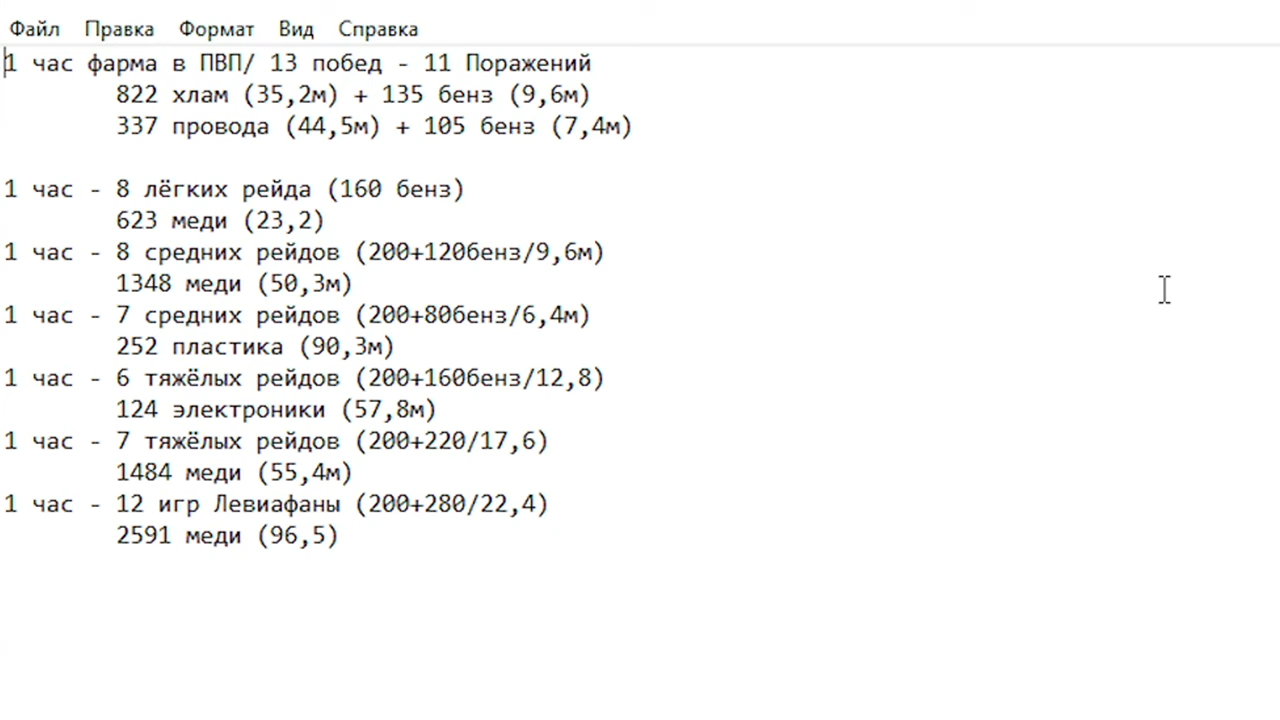 Файл Правка Формат Вид Справка
1 час фарма в ПВП/ 13 побед - 11 Поражений
822 хлам (35,2м) + 135 бенз (9,6м)
337 провода (44,5м) + 105 бенз (7,4м)
1 час - 8 лёгких рейда (160 бенз)
623 меди (23,2)
1 час - 8 средних рейдов (200+120бенз/9,6м)
1348 меди (50,3м)
1 час - 7 средних рейдов (200+80бенз/6,4м)
252 пластика (90,3м)
1 час - 6 тяжёлых рейдов (200+160бенз/12,8)
124 электроники (57,8м)
1 час - 7 тяжёлых рейдов (200+220/17,6)
1484 меди (55,4м)
1 час - 12 игр Левиафаны (200+280/22,4)
2591 меди (96,5)